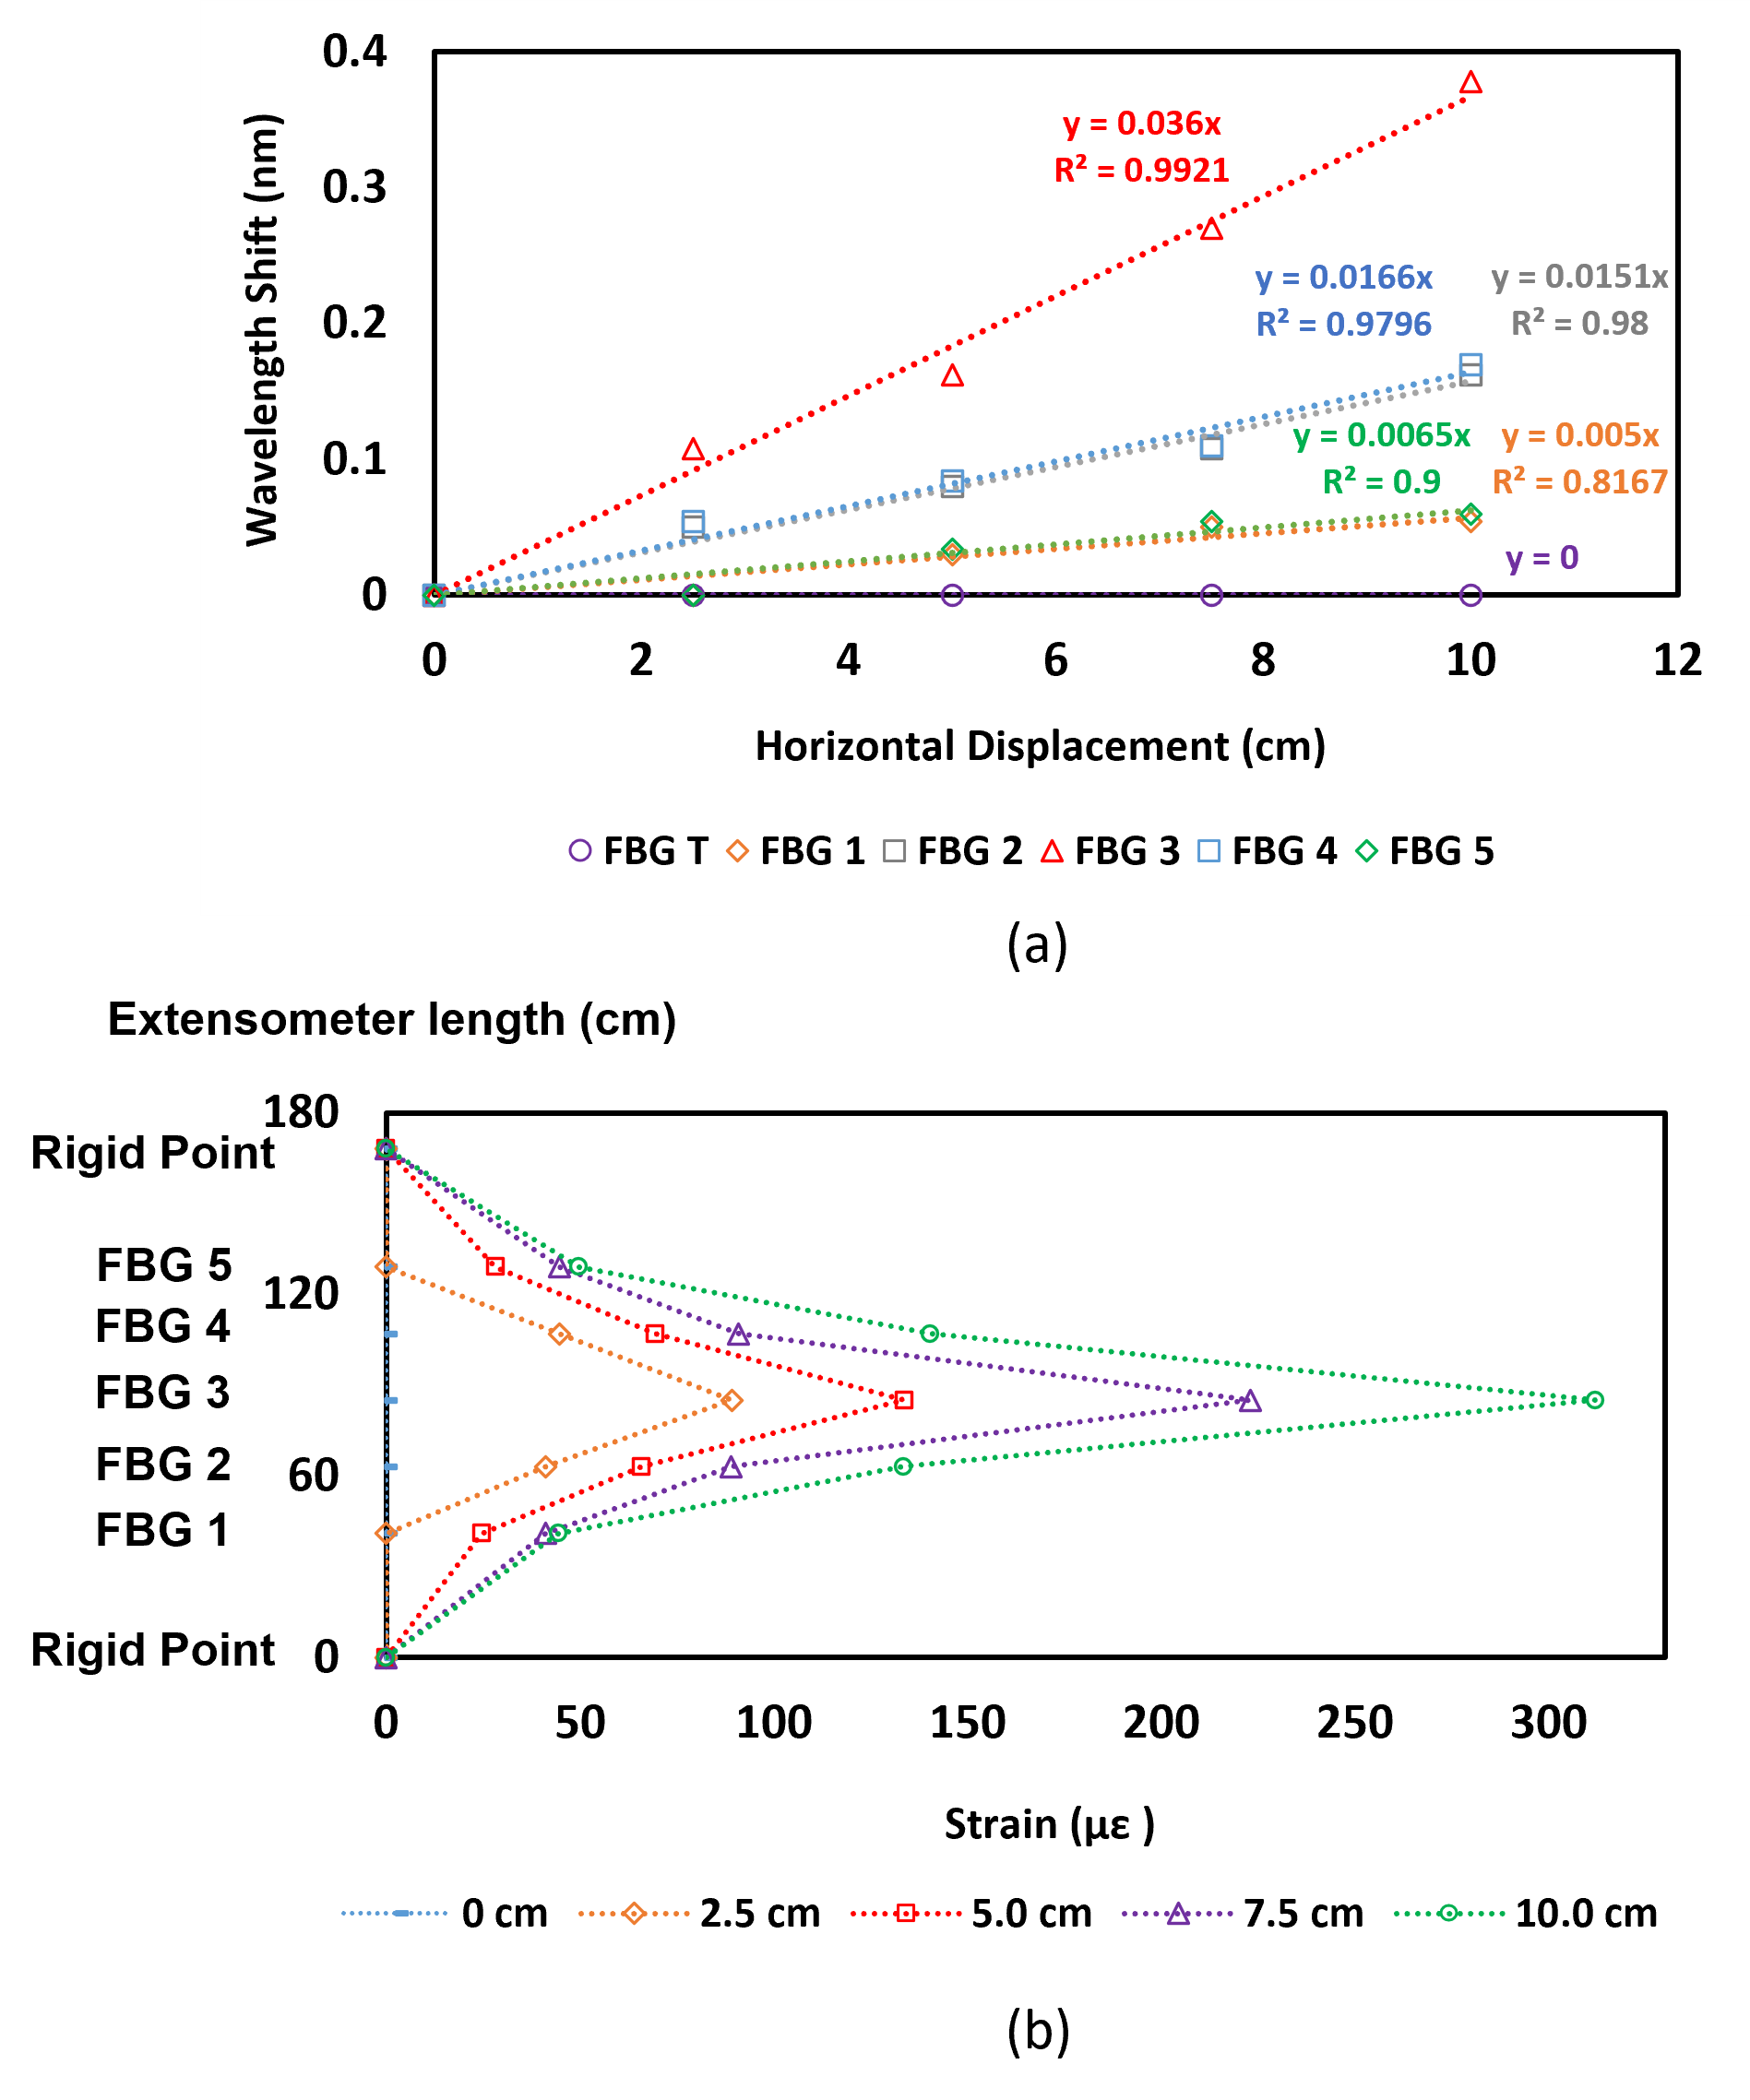 0.4
0.3
0.2
0.1
0
Wavelength Shift (nm)
y = 0.036x
R² = 0.9921
y = 0.0166x
R² = 0.9796
y = 0.0151x
R² = 0.98
y = 0.0065x
R² = 0.9
y = 0.005x
R² = 0.8167
y = 0
0 2 4 6 8 10 12
Horizontal Displacement (cm)
FBG T FBG 1 FBG 2 FBG 3 FBG 4 FBG 5
(a)
Extensometer length (cm)
180
Rigid Point
FBG 5
120
FBG 4
FBG 3
FBG 2
60
FBG 1
Rigid Point
0
0 50 100 150 200 250 300
Strain (με )
0 cm 2.5 cm 5.0 cm 7.5 cm 10.0 cm
(b)